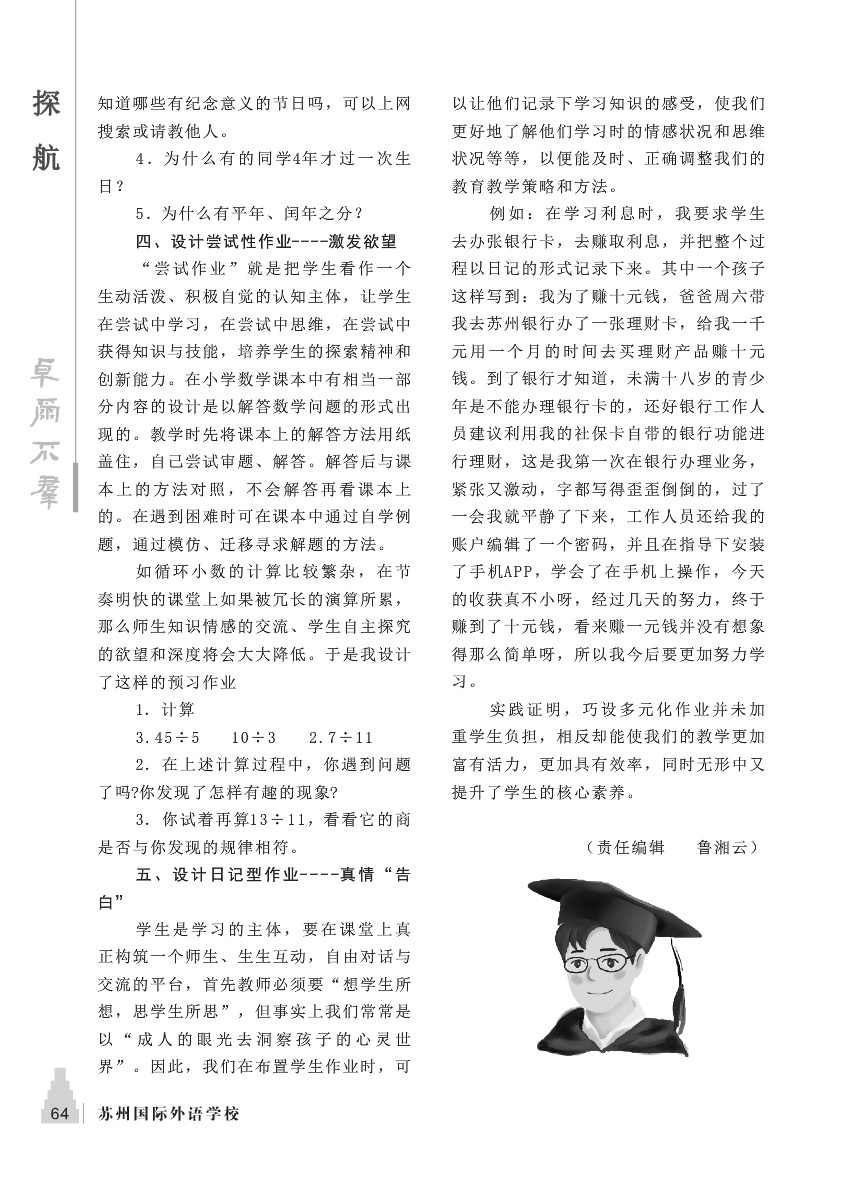 探
航
卓
尔
不
群
知道哪些有纪念意义的节日吗，可以上网
搜索或请教他人。
4．为什么有的同学4年才过一次生
日？
5．为什么有平年、闰年之分？
四、设计尝试性作业----激发欲望
“尝试作业”就是把学生看作一个
生动活泼、积极自觉的认知主体，让学生
在尝试中学习，在尝试中思维，在尝试中
获得知识与技能，培养学生的探索精神和
创新能力。在小学数学课本中有相当一部
分内容的设计是以解答数学问题的形式出
现的。教学时先将课本上的解答方法用纸
盖住，自己尝试审题、解答。解答后与课
本上的方法对照，不会解答再看课本上
的。在遇到困难时可在课本中通过自学例
题，通过模仿、迁移寻求解题的方法。
如循环小数的计算比较繁杂，在节
奏明快的课堂上如果被冗长的演算所累，
那么师生知识情感的交流、学生自主探究
的欲望和深度将会大大降低。于是我设计
了这样的预习作业
1．计算
3.45÷5　　10÷3　　2.7÷11
2．在上述计算过程中，你遇到问题
了吗?你发现了怎样有趣的现象?
3．你试着再算13÷11，看看它的商
是否与你发现的规律相符。
五、设计日记型作业----真情“告
白”
学生是学习的主体，要在课堂上真
正构筑一个师生、生生互动，自由对话与
交流的平台，首先教师必须要“想学生所
想，思学生所思”，但事实上我们常常是
以“成人的眼光去洞察孩子的心灵世
界”。因此，我们在布置学生作业时，可
以让他们记录下学习知识的感受，使我们
更好地了解他们学习时的情感状况和思维
状况等等，以便能及时、正确调整我们的
教育教学策略和方法。
例如：在学习利息时，我要求学生
去办张银行卡，去赚取利息，并把整个过
程以日记的形式记录下来。其中一个孩子
这样写到：我为了赚十元钱，爸爸周六带
我去苏州银行办了一张理财卡，给我一千
元用一个月的时间去买理财产品赚十元
钱。到了银行才知道，未满十八岁的青少
年是不能办理银行卡的，还好银行工作人
员建议利用我的社保卡自带的银行功能进
行理财，这是我第一次在银行办理业务，
紧张又激动，字都写得歪歪倒倒的，过了
一会我就平静了下来，工作人员还给我的
账户编辑了一个密码，并且在指导下安装
了手机APP，学会了在手机上操作，今天
的收获真不小呀，经过几天的努力，终于
赚到了十元钱，看来赚一元钱并没有想象
得那么简单呀，所以我今后要更加努力学
习。
实践证明，巧设多元化作业并未加
重学生负担，相反却能使我们的教学更加
富有活力，更加具有效率，同时无形中又
提升了学生的核心素养。
（责任编辑　　鲁湘云）
64 苏州国际外语学校